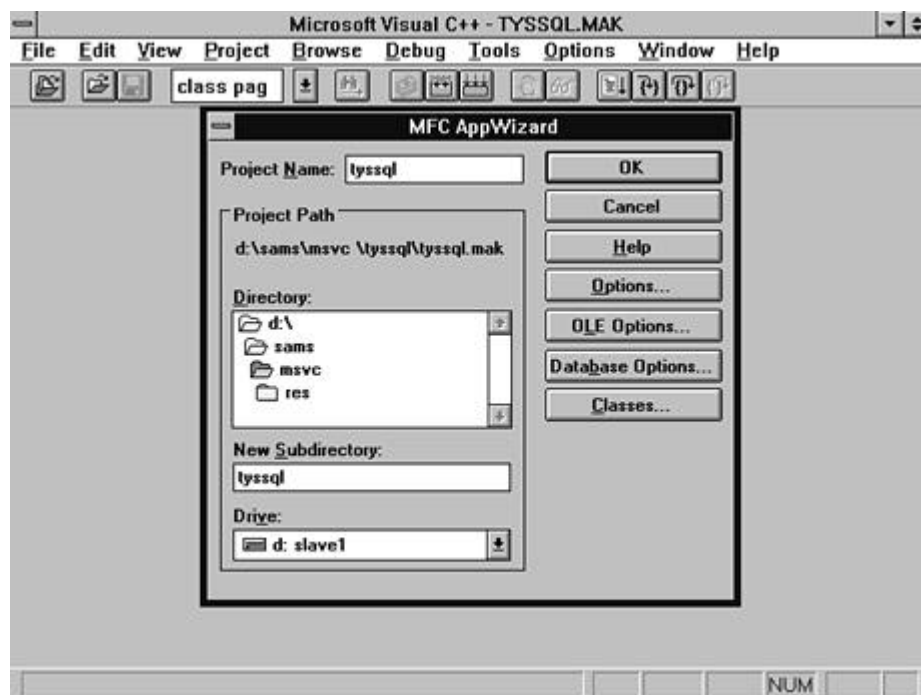 Microsoft Visual C++ - TYSSQL.MAK
File Edit View Project Browse Debug Tools Options Window Help
class pag
MFC AppWizard
Project Name: tyssql
OK
Cancel
Project Path
d:\sams\msvc \tyssql\tyssql.mak
Help
Options...
Directory:
d:\
OLE Options...
sams
msvc
Database Options...
res
Classes...
New Subdirectory:
tyssql
Drive:
d: slave1
NUM